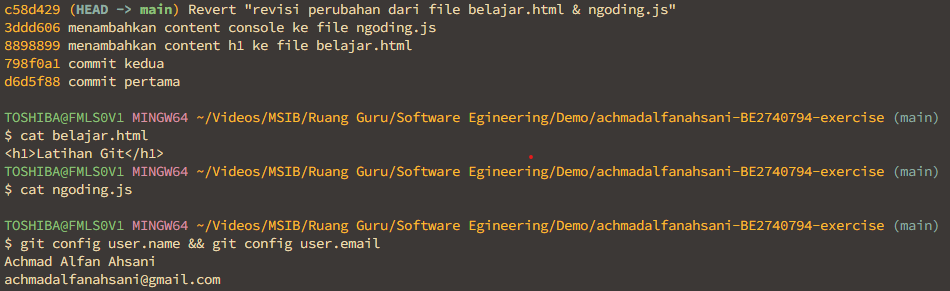 c58d429 (HEAD -> main) Revert "revisi perubahan dari file belajar.html & ngoding.js"
3ddd606 menambahkan content console ke file ngoding.js
8898899 menambahkan content h1 ke file belajar.html
798f0a1 commit kedua
d6d5f88 commit pertama
TOSHIBA@FMLS0V1 MINGW64 ~/Videos/MSIB/Ruang Guru/Software Egineering/Demo/achmadalfanahsani-BE2740794-exercise (main)
$ cat belajar.html
<h1>Latihan Git</h1>
TOSHIBA@FMLS0V1 MINGW64 ~/Videos/MSIB/Ruang Guru/Software Egineering/Demo/achmadalfanahsani-BE2740794-exercise (main)
$ cat ngoding.js
TOSHIBA@FMLS0V1 MINGW64 ~/Videos/MSIB/Ruang Guru/Software Egineering/Demo/achmadalfanahsani-BE2740794-exercise (main)
$ git config user.name && git config user.email
Achmad Alfan Ahsani
achmadalfanahsani@gmail.com